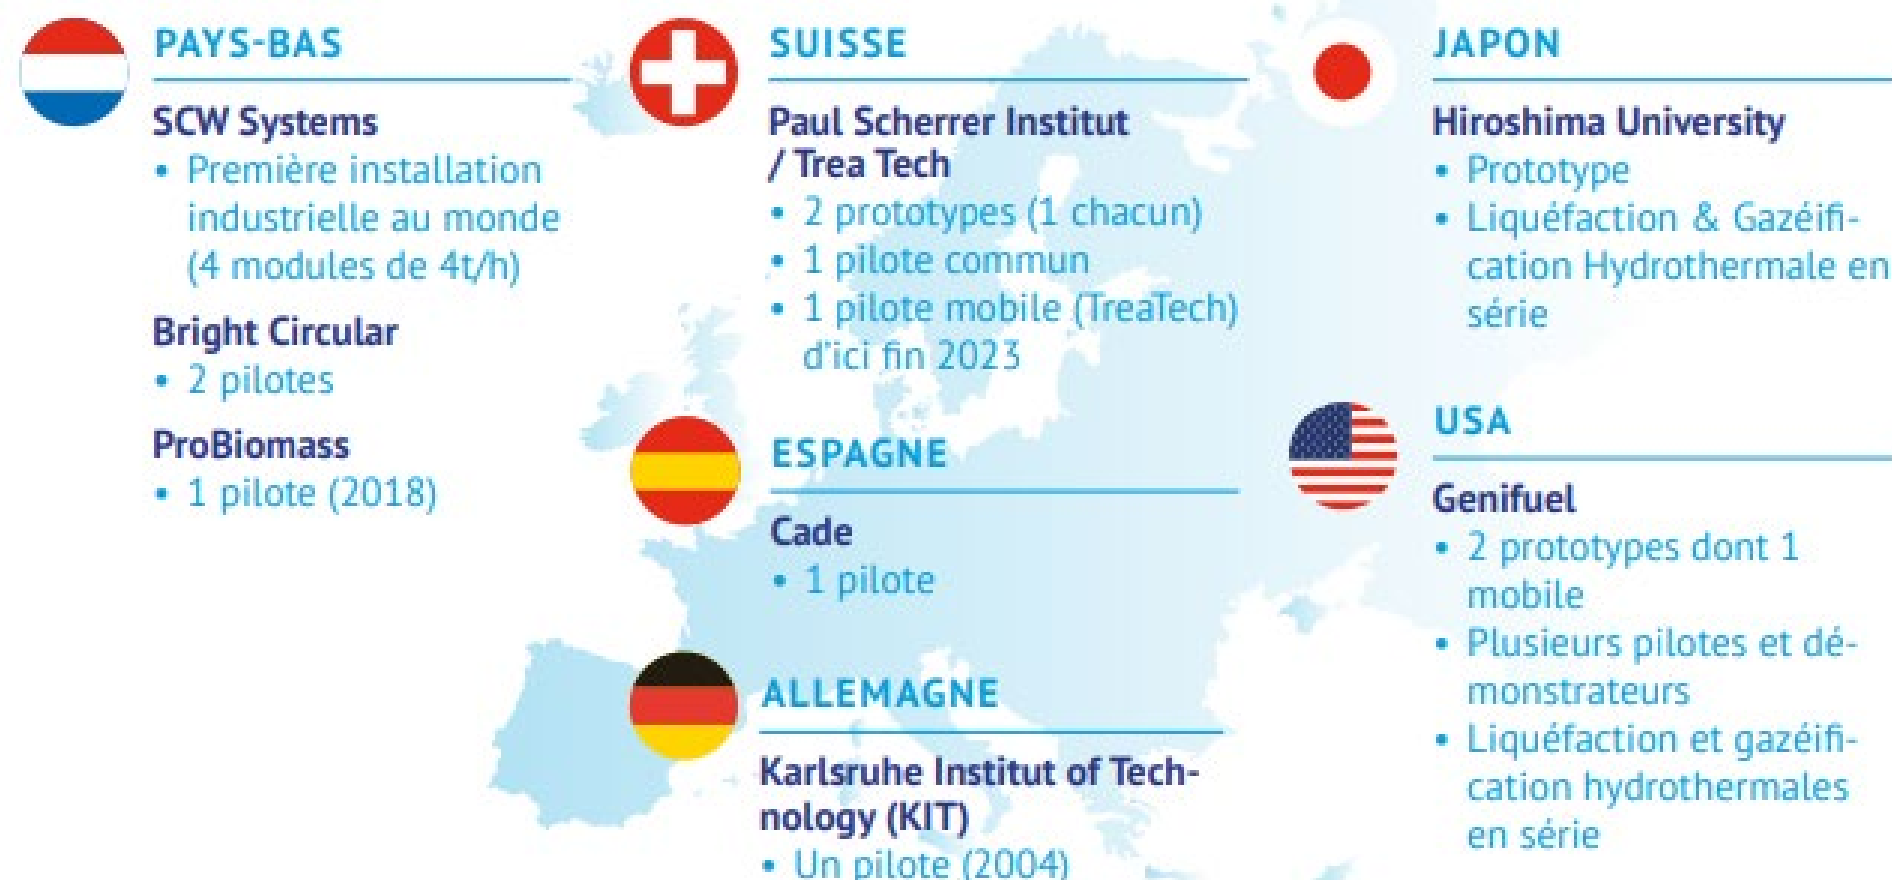 PAYS-BAS
SCW Systems
• Première installation
industrielle au monde
(4 modules de 4t/h)
Bright Circular
• 2 pilotes
ProBiomass
• 1 pilote (2018)
SUISSE
Paul Scherrer Institut
/ Trea Tech
• 2 prototypes (1 chacun)
• 1 pilote commun
• 1 pilote mobile (TreaTech)
d'ici fin 2023
ESPAGNE
Cade
• 1 pilote
ALLEMAGNE
Karlsruhe Institut of Tech-
nology (KIT)
• Un pilote (2004)
JAPON
Hiroshima University
• Prototype
• Liquéfaction & Gazéifi-
cation Hydrothermale en
série
USA
Genifuel
• 2 prototypes dont 1
mobile
• Plusieurs pilotes et dé-
monstrateurs
• Liquéfaction et gazéifi-
cation hydrothermales
en série